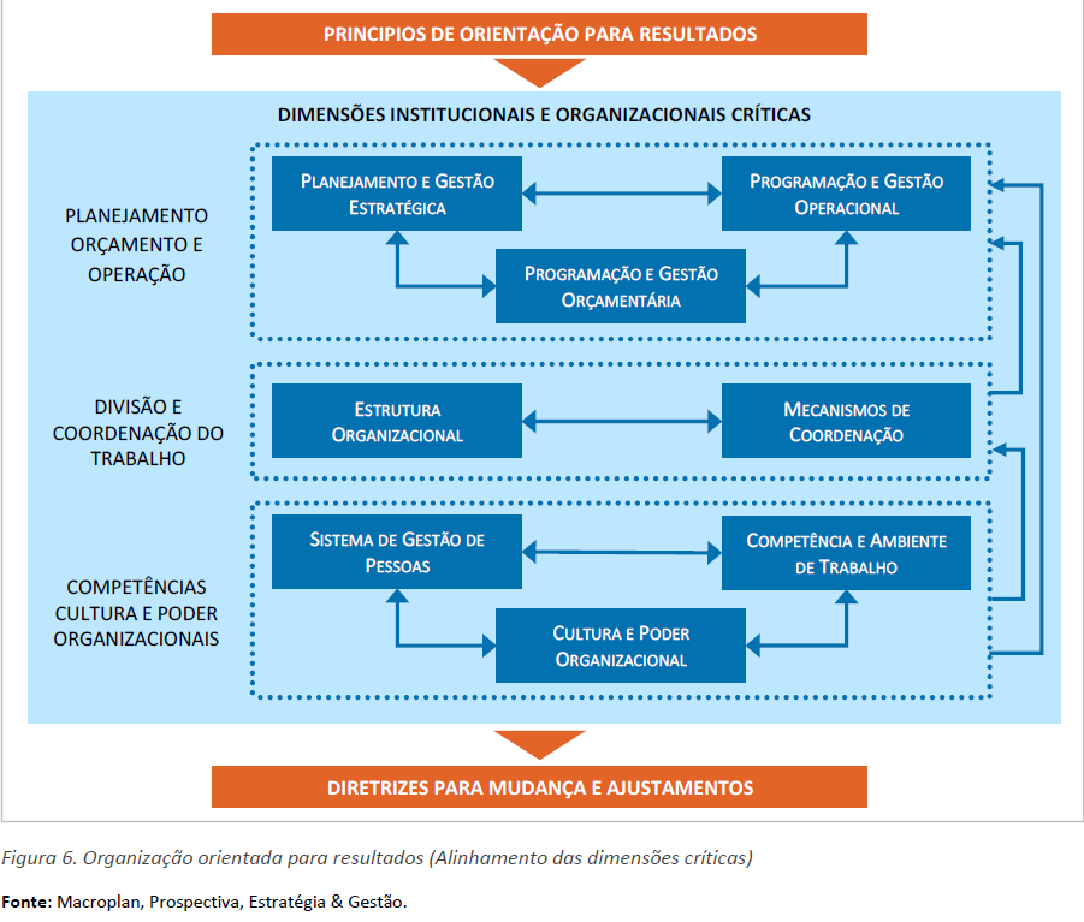 PRINCIPIOS DE ORIENTAÇÃO PARA RESULTADOS
DIMENSÕES INSTITUCIONAIS E ORGANIZACIONAIS CRÍTICAS
PLANEJAMENTO
ORÇAMENTO E
OPERAÇÃO
PLANEJAMENTO E GESTÃO
ESTRATÉGICA
PROGRAMAÇÃO E GESTÃO
OPERACIONAL
PROGRAMAÇÃO E GESTÃO
ORÇAMENTÁRIA
DIVISÃO E
COORDENAÇÃO DO
TRABALHO
ESTRUTURA
ORGANIZACIONAL
MECANISMOS DE
COORDENAÇÃO
COMPETÊNCIAS
CULTURA E PODER
ORGANIZACIONAIS
SISTEMA DE GESTÃO DE
PESSOAS
COMPETÊNCIA E AMBIENTE
DE TRABALHO
CULTURA E PODER
ORGANIZACIONAL
DIRETRIZES PARA MUDANÇA E AJUSTAMENTOS
Figura 6. Organização orientada para resultados (Alinhamento das dimensões críticas)
Fonte: Macroplan, Prospectiva, Estratégia & Gestão.